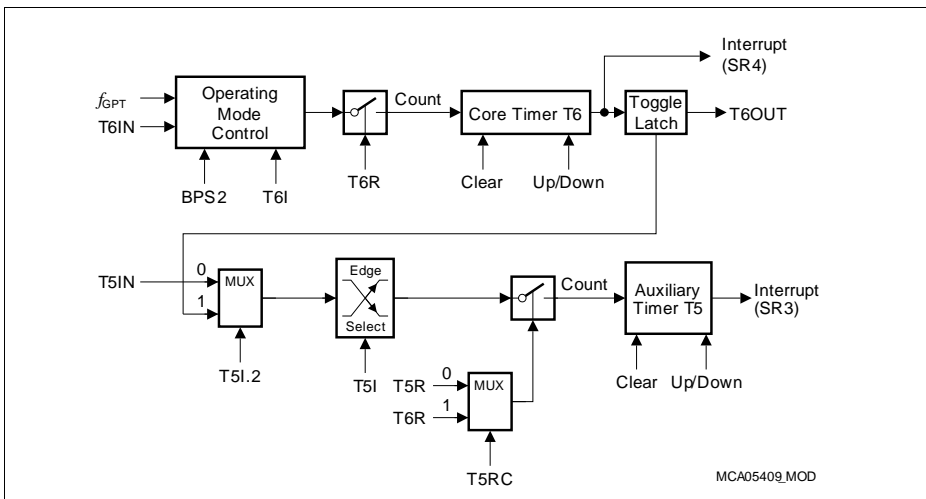 Interrupt
(SR4)
fGPT
T6IN
Operating
Mode
Control
Count
Core Timer T6
Toggle
Latch
T6OUT
BPS2
T6I
T6R
Clear
Up/Down
T5IN
0
1
MUX
Edge
Select
Count
Auxiliary
Timer T5
Interrupt
(SR3)
T5I.2
T5I
T5R
0
T6R
1
MUX
Clear
Up/Down
T5RC
MCA05409_MOD